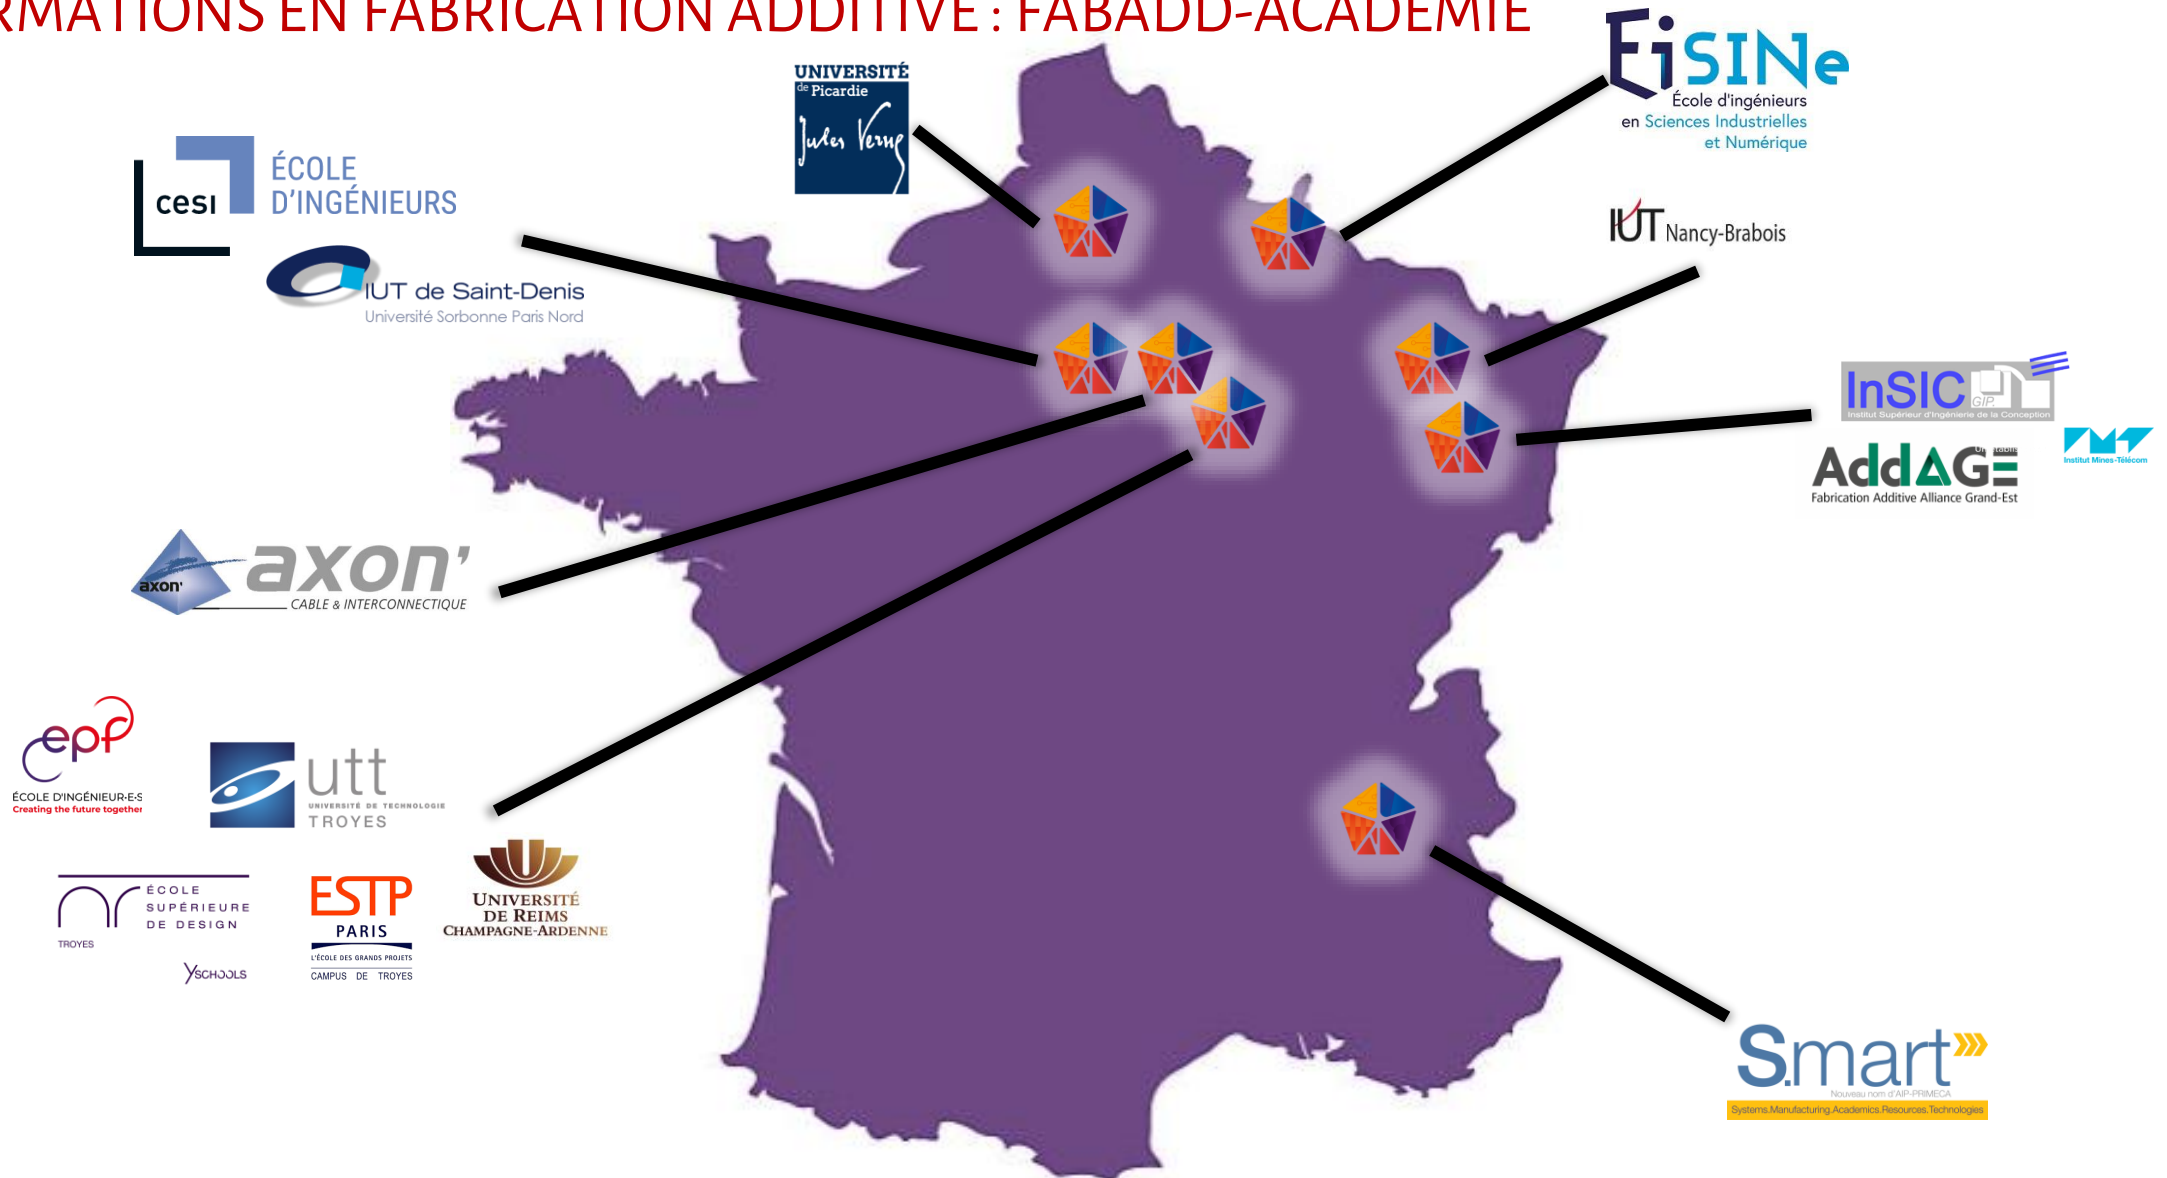 RMATIONS EN FABRICATION ADDITIVE : FABADD-ACADEMIE
UNIVERSITÉ
de Picardie
Jules Verne
EiSINe
École d'ingénieurs
en Sciences Industrielles
et Numérique
cesi
ÉCOLE
D'INGÉNIEURS
IUT de Saint-Denis
Université Sorbonne Paris Nord
IUT Nancy-Brabois
InSIC
GIP
Institut Supérieur d'Ingénierie de la Conception
AddAGE
Fabrication Additive Alliance Grand-Est
IMT
Institut Mines-Télécom
axon'
axon'
CABLE & INTERCONNECTIQUE
epf
ÉCOLE D'INGÉNIEUR·E·S
Creating the future together
utt
UNIVERSITÉ DE TECHNOLOGIE
TROYES
ÉCOLE
SUPÉRIEURE
DE DESIGN
TROYES
YSCHOOLS
ESTP
PARIS
L'ÉCOLE DES GRANDS PROJETS
CAMPUS DE TROYES
UNIVERSITÉ
DE REIMS
CHAMPAGNE-ARDENNE
S.mart
Nouveau nom d'AIP-PRIMECA
Systems.Manufacturing.Academics.Resources.Technologies